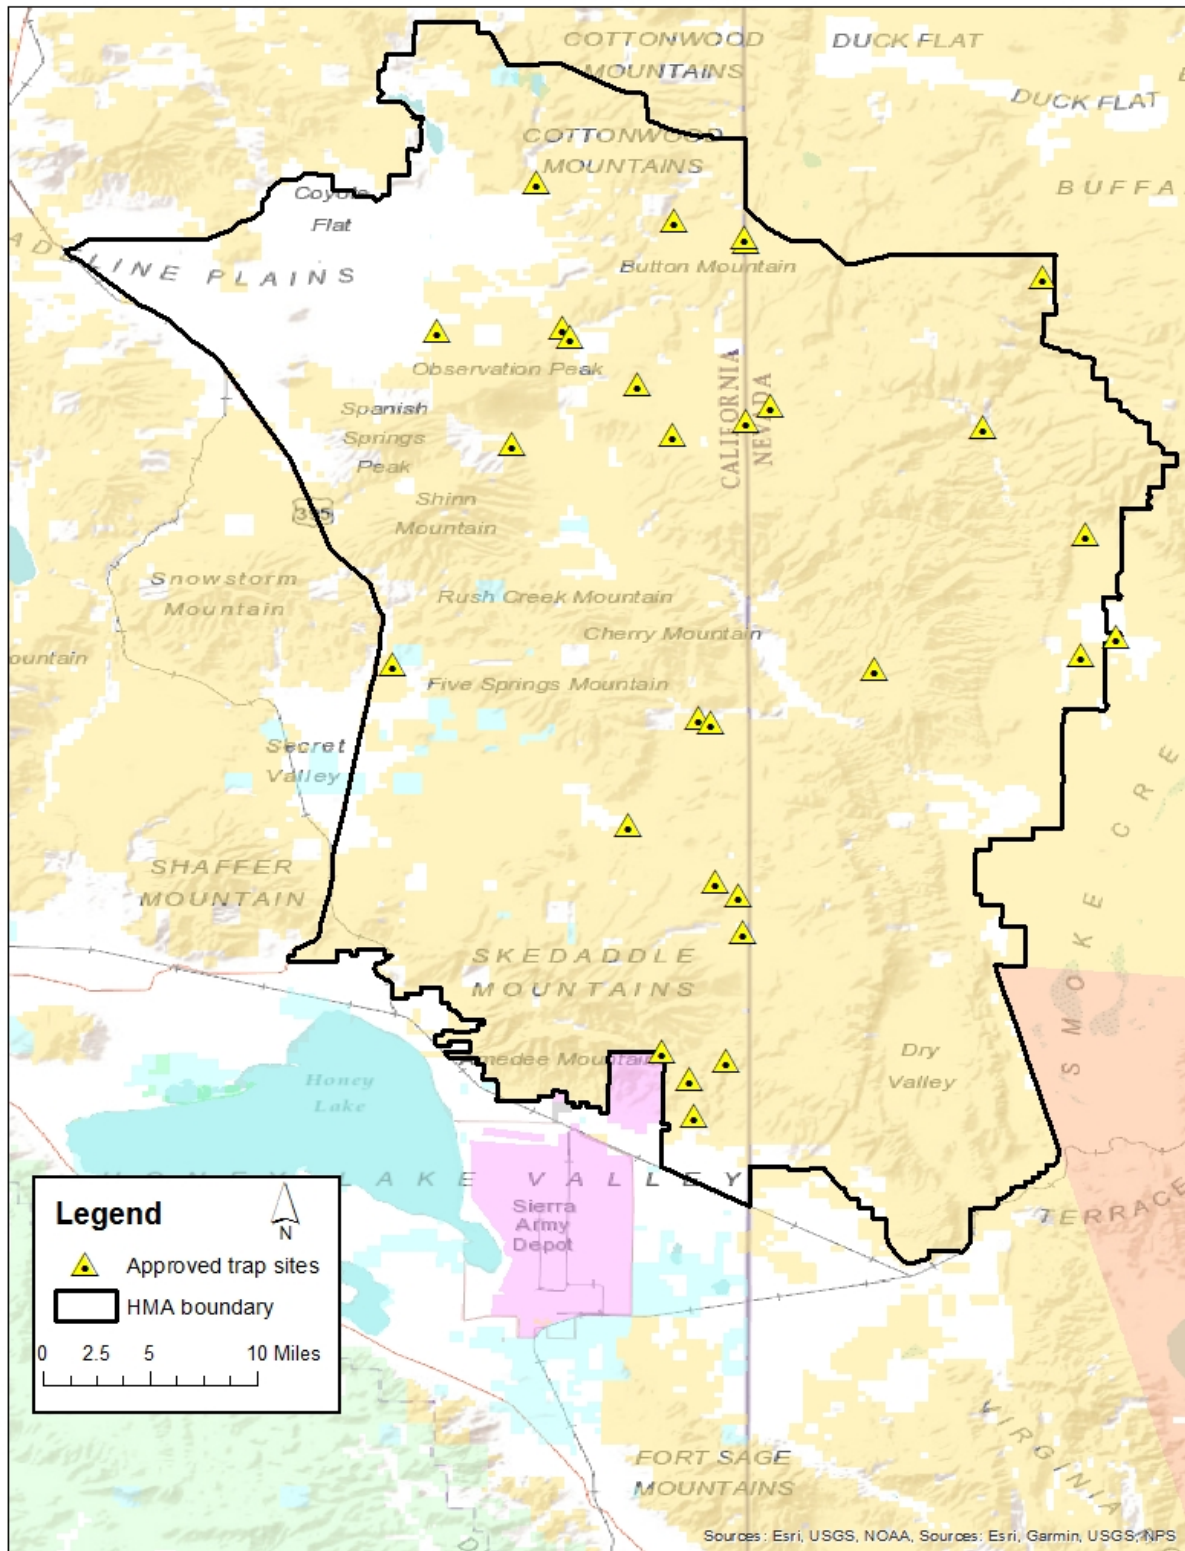 COTTONWOOD
MOUNTAINS
DUCK FLAT
DUCK FLAT
COTTONWOOD
MOUNTAINS
BUFFA
Coyote
Flat
ADELINE PLAINS
Button Mountain
Observation Peak
CALIFORNIA
NEVADA
Spanish
Springs
Peak
Shinn
Mountain
395
Snowstorm
Mountain
Rush Creek Mountain
Cherry Mountain
ountain
Five Springs Mountain
Secret
Valley
SMOKE CRE
SHAFFER
MOUNTAIN
SKEDADDLE
MOUNTAINS
medee Mountain
Dry
Valley
Honey
Lake
LAKE VALLEY
Sierra
Army
Depot
TERRACE
Legend
N
Approved trap sites
HMA boundary
0 2.5 5 10 Miles
VIRGINIA
FORT SAGE
MOUNTAINS
Sources: Esri, USGS, NOAA, Sources: Esri, Garmin, USGS, NPS